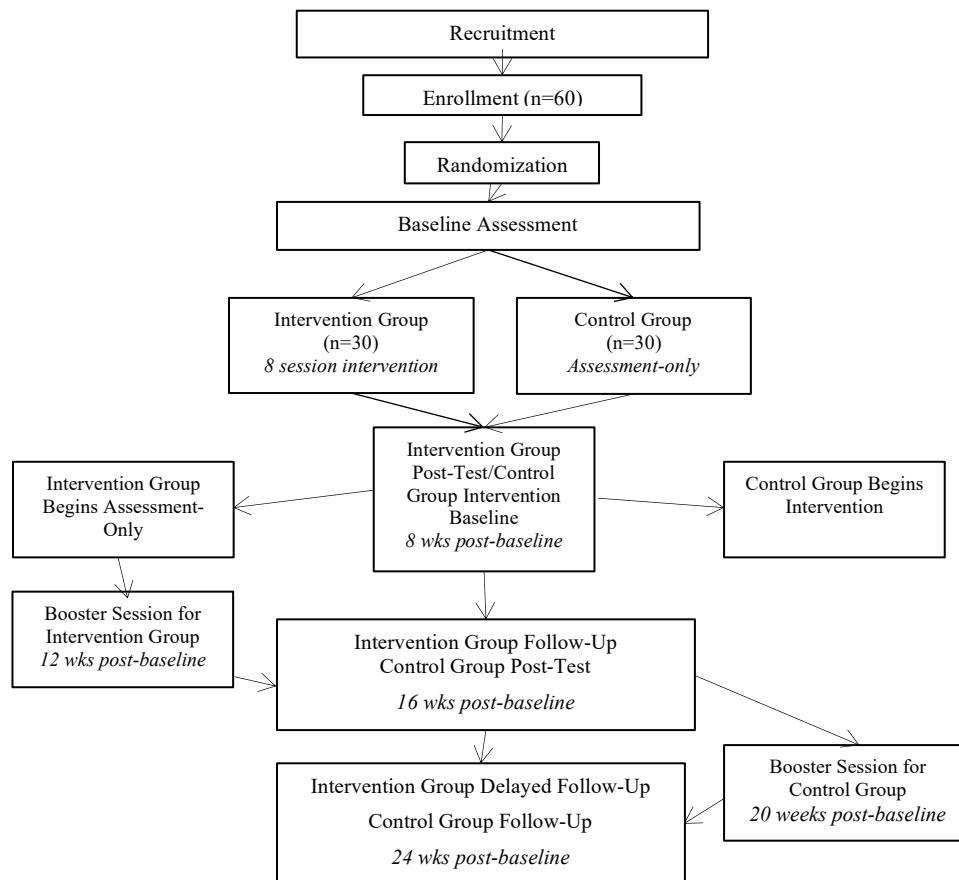 Recruitment
Enrollment (n=60)
Randomization
Baseline Assessment
Intervention Group
(n=30)
8 session intervention
Control Group
(n=30)
Assessment-only
Intervention Group
Post-Test/Control
Group Intervention
Baseline
8 wks post-baseline
Intervention Group
Begins Assessment-
Only
Control Group Begins
Intervention
Booster Session for
Intervention Group
12 wks post-baseline
Intervention Group Follow-Up
Control Group Post-Test
16 wks post-baseline
Booster Session for
Control Group
20 weeks post-baseline
Intervention Group Delayed Follow-Up
Control Group Follow-Up
24 wks post-baseline